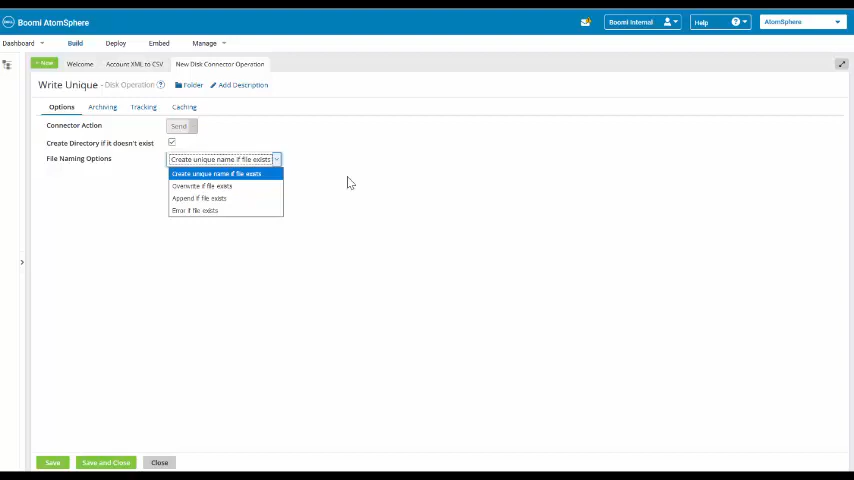 DELL Boomi AtomSphere
Boomi Internal
Help
AtomSphere
Dashboard
Build
Deploy
Embed
Manage
+ New
Welcome
Account XML to CSV
New Disk Connector Operation
Write Unique - Disk Operation ?
Folder
Add Description
Options
Archiving
Tracking
Caching
Connector Action
Send
Create Directory if it doesn't exist
File Naming Options
Create unique name if file exists
Create unique name if file exists
Overwrite if file exists
Append if file exists
Error if file exists
Save
Save and Close
Close